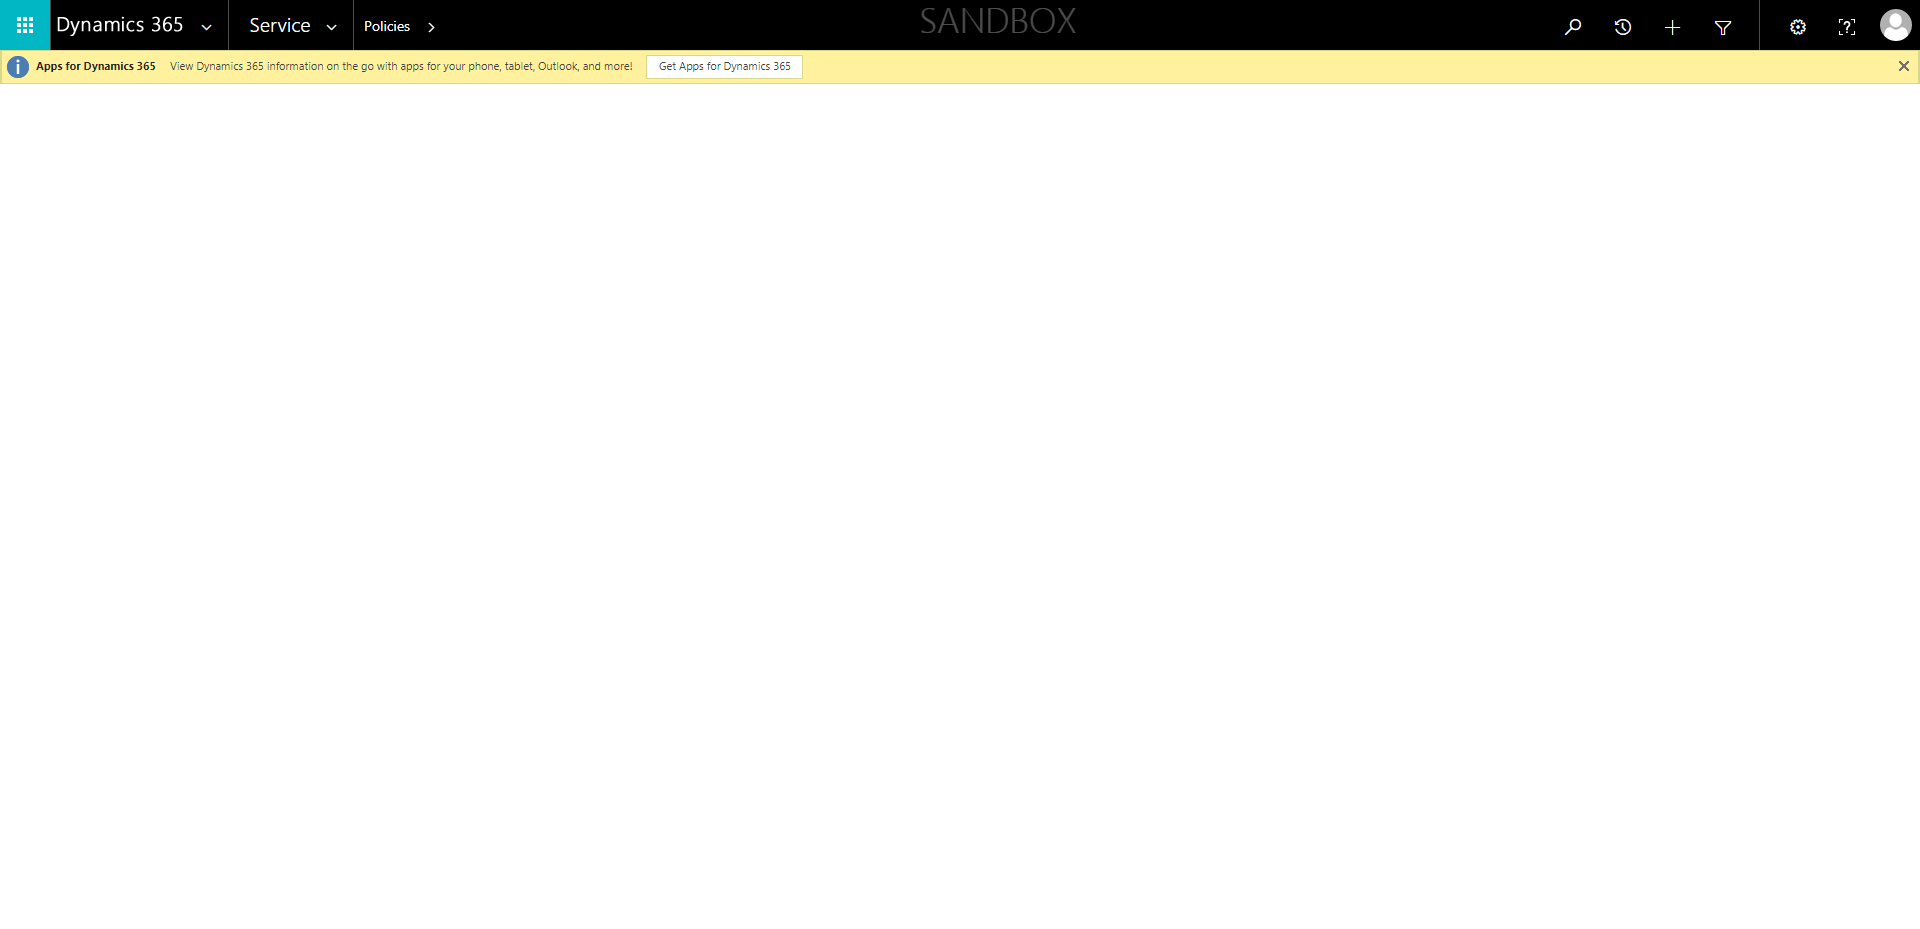 Dynamics 365 Service Policies SANDBOX
Apps for Dynamics 365 View Dynamics 365 information on the go with apps for your phone, tablet, Outlook, and more! Get Apps for Dynamics 365